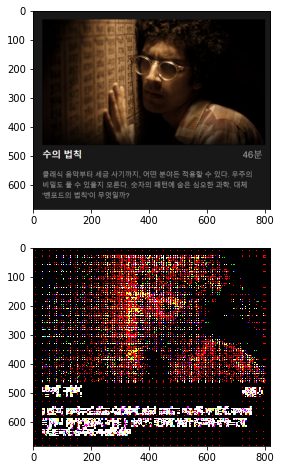 0
100
200
300
400
500
600
수의 법칙 46분
클래식 음악부터 세금 사기까지, 어떤 분야든 적용할 수 있다. 우주의
비밀도 풀 수 있을지 모른다. 숫자의 패턴에 숨은 심오한 과학. 대체
'벤포드의 법칙'이 무엇일까?
0 200 400 600 800
0
100
200
300
400
500
600
0 200 400 600 800